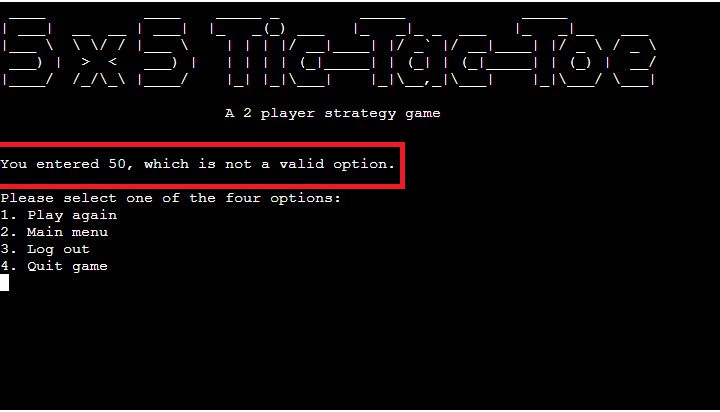 5 x 5 Tic-Tac-Toe
A 2 player strategy game
You entered 50, which is not a valid option.
Please select one of the four options:
1. Play again
2. Main menu
3. Log out
4. Quit game